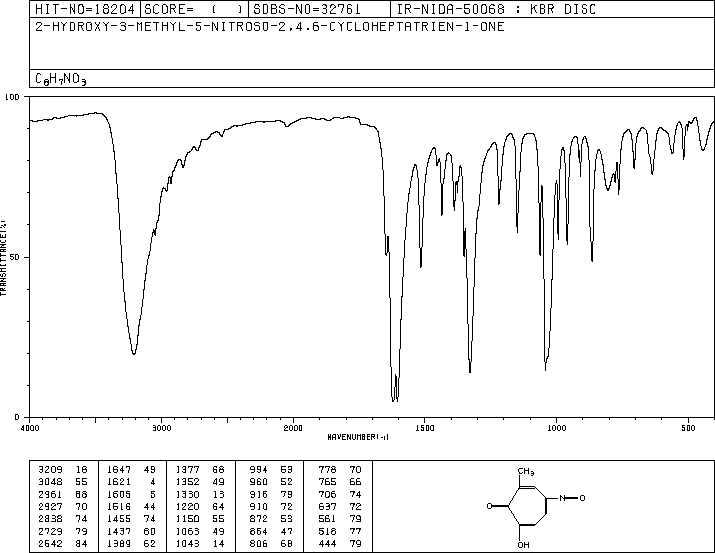 HIT-NO=18204 SCORE= ( ) SDBS-NO=32761 IR-NIDA-50068 : KBR DISC
2-HYDROXY-3-METHYL-5-NITROSO-2,4,6-CYCLOHEPTATRIEN-1-ONE
C8H7NO3
100
50
0
TRANSMITTANCE(%)
4000 3000 2000 1500 1000 500
WAVENUMBER(-1)
3209 18 1647 49 1377 68 994 53 778 70
3048 55 1621 4 1352 49 960 52 765 66
2961 68 1605 5 1330 13 916 79 706 74
2927 70 1516 44 1220 64 910 72 637 72
2838 74 1455 74 1150 55 872 53 561 79
2729 79 1437 60 1063 49 864 47 518 77
2542 84 1389 62 1043 14 806 68 444 79
CH3
O N O
OH